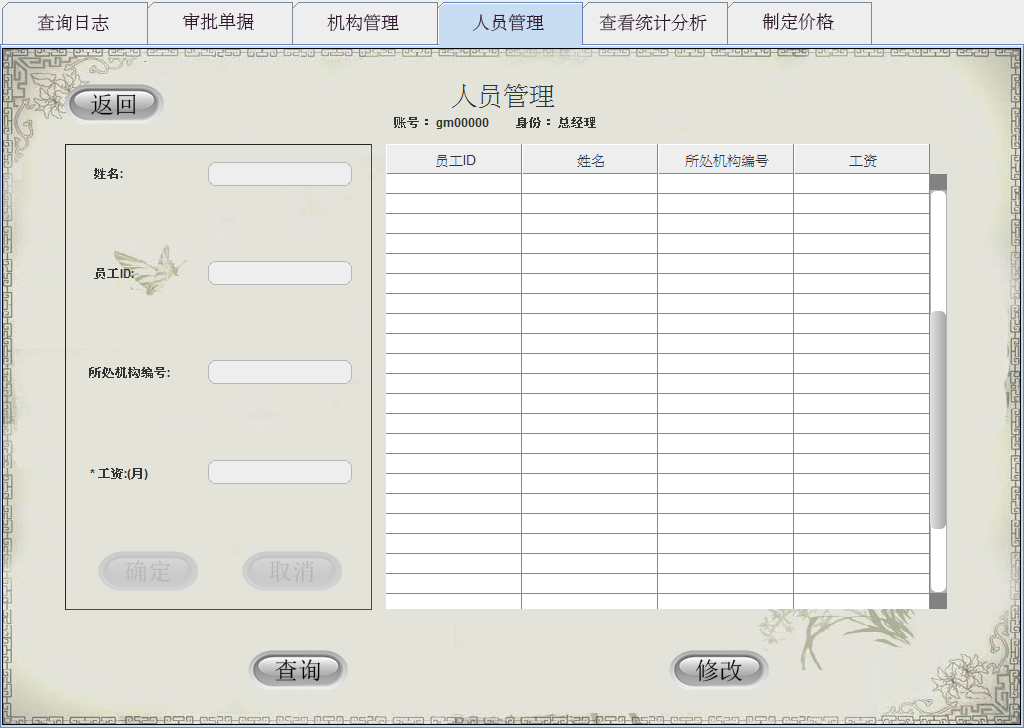 查询日志 审批单据 机构管理 人员管理 查看统计分析 制定价格
返回
人员管理
账号：gm00000 身份：总经理
员工ID 姓名 所处机构编号 工资
姓名:
员工ID:
所处机构编号:
* 工资:(月)
确定 取消
查询 修改